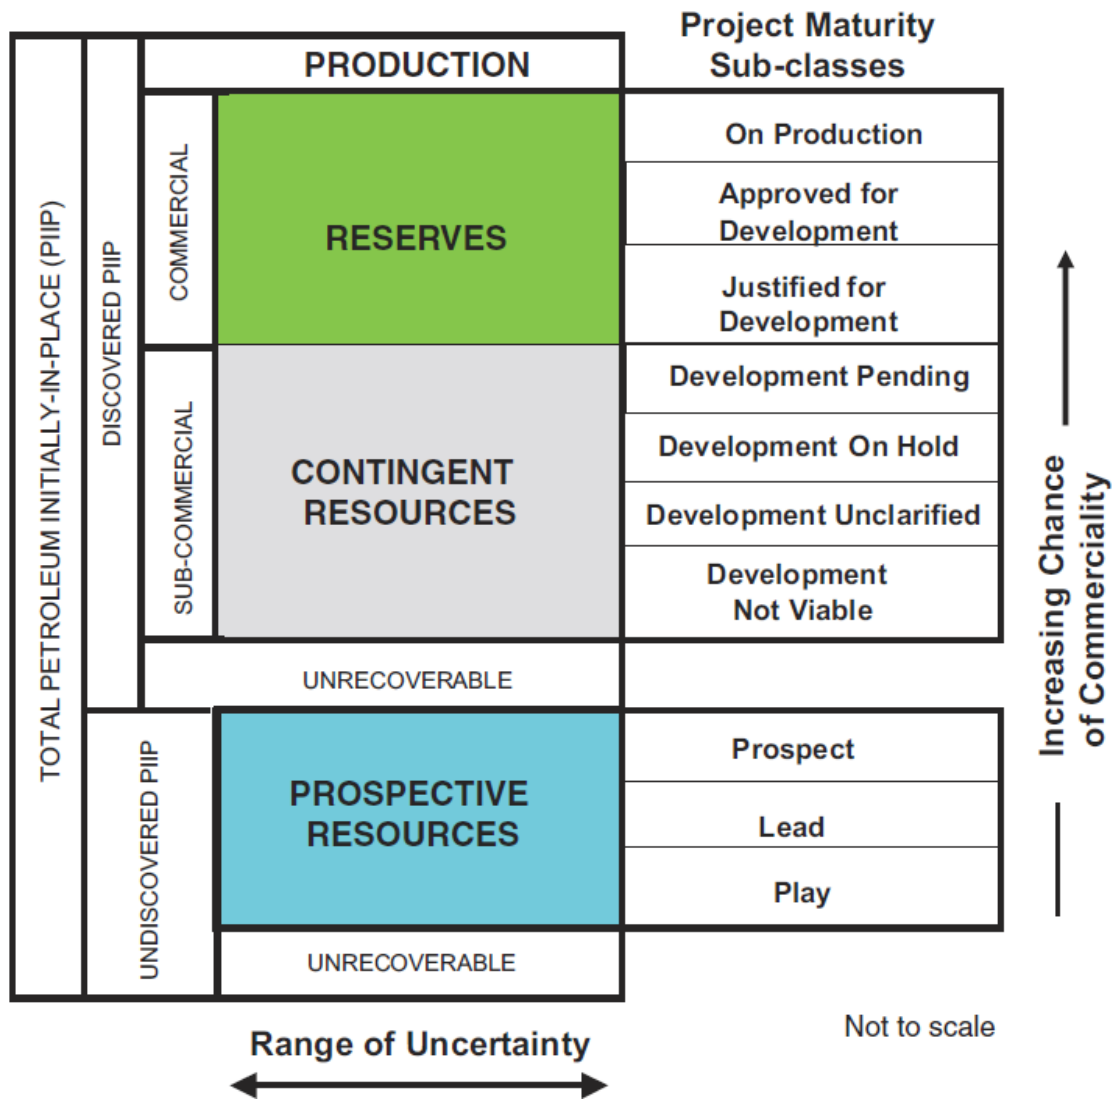 Project Maturity
Sub-classes
PRODUCTION
On Production
Approved for
Development
Justified for
Development
RESERVES
COMMERCIAL
Development Pending
Development On Hold
Development Unclarified
Development
Not Viable
CONTINGENT
RESOURCES
SUB-COMMERCIAL
DISCOVERED PIIP
TOTAL PETROLEUM INITIALLY-IN-PLACE (PIIP)
UNRECOVERABLE
Prospect
Lead
Play
PROSPECTIVE
RESOURCES
UNDISCOVERED PIIP
UNRECOVERABLE
Increasing Chance
of Commerciality
Not to scale
Range of Uncertainty